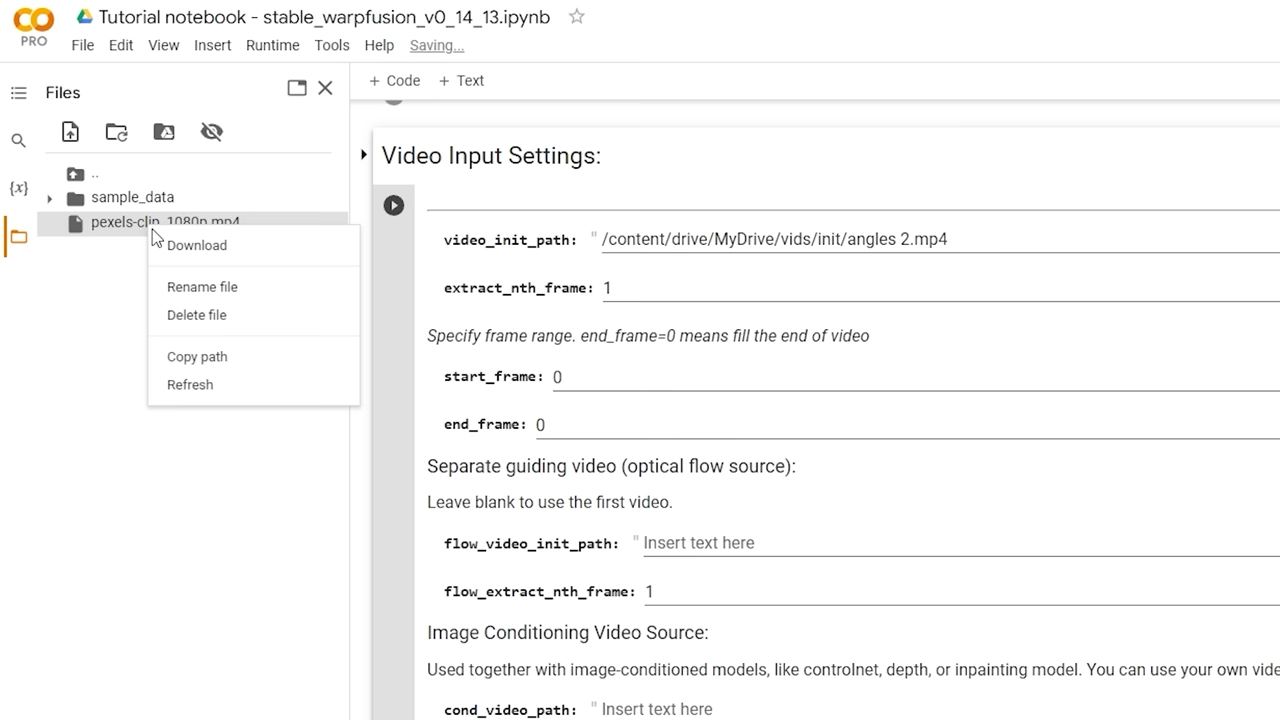 PRO
Tutorial notebook - stable_warpfusion_v0_14_13.ipynb
File Edit View Insert Runtime Tools Help Saving...
Files
+ Code + Text
..
sample_data
pexels-clip_1080p.mp4
Download
Rename file
Delete file
Copy path
Refresh
{x}
Video Input Settings:
video_init_path: " /content/drive/MyDrive/vids/init/angles 2.mp4
extract_nth_frame: 1
Specify frame range. end_frame=0 means fill the end of video
start_frame: 0
end_frame: 0
Separate guiding video (optical flow source):
Leave blank to use the first video.
flow_video_init_path: " Insert text here
flow_extract_nth_frame: 1
Image Conditioning Video Source:
Used together with image-conditioned models, like controlnet, depth, or inpainting model. You can use your own vide
cond_video_path: " Insert text here